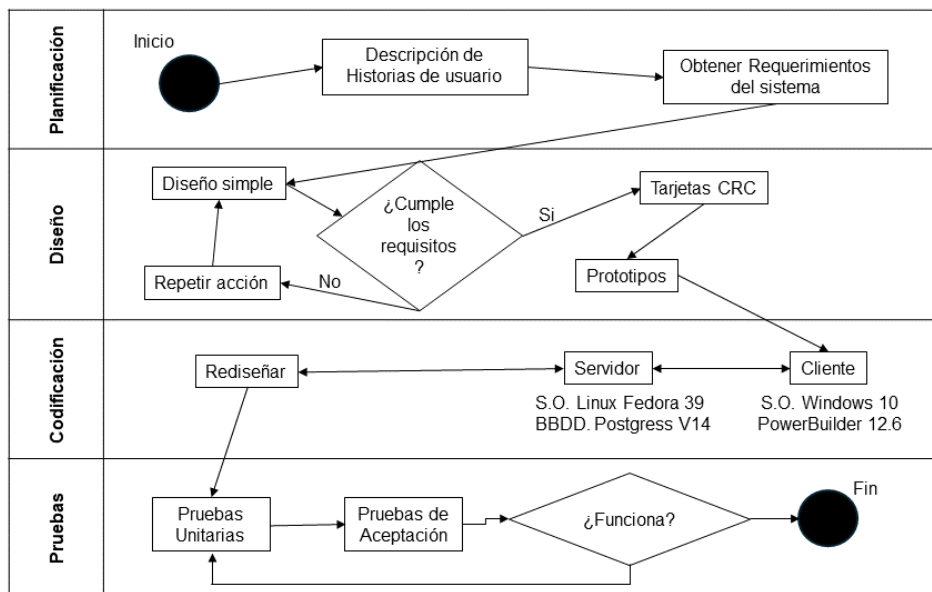 Planificación
Inicio
Descripción de
Historias de usuario
Obtener Requerimientos
del sistema
Diseño
Diseño simple
¿Cumple
los
requisitos
?
Si
Tarjetas CRC
Repetir acción
No
Prototipos
Codificación
Rediseñar
Servidor
Cliente
S.O. Linux Fedora 39
BBDD. Postgress V14
S.O. Windows 10
PowerBuilder 12.6
Pruebas
Pruebas
Unitarias
Pruebas de
Aceptación
¿Funciona?
Fin